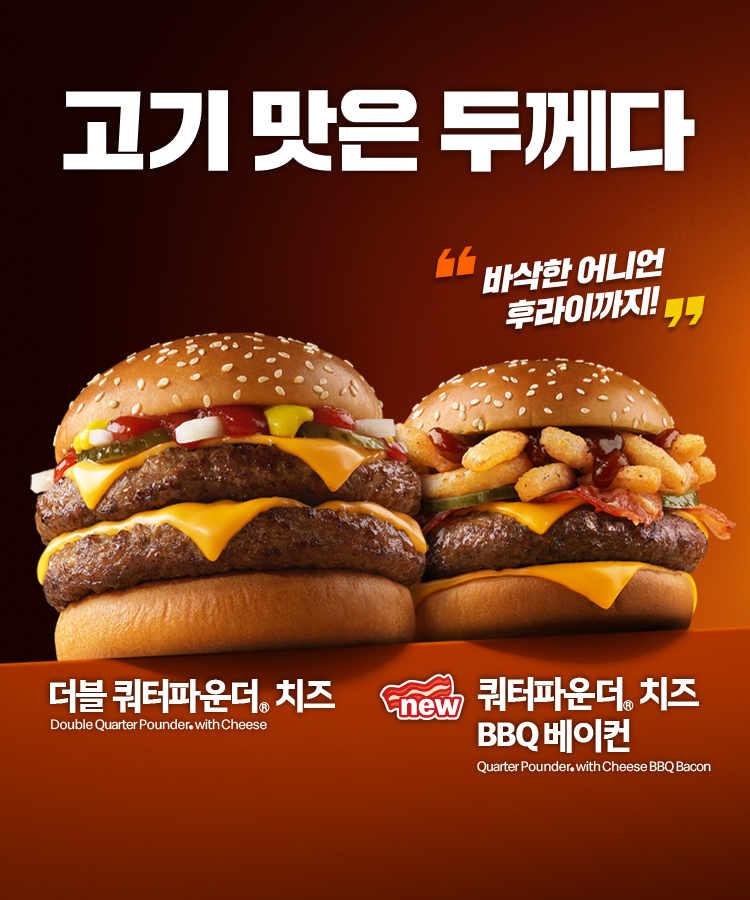 고기 맛은 두께다
“바삭한 어니언
후라이까지!”
더블 쿼터파운더® 치즈
Double Quarter Pounder® with Cheese
new
쿼터파운더® 치즈
BBQ 베이컨
Quarter Pounder® with Cheese BBQ Bacon